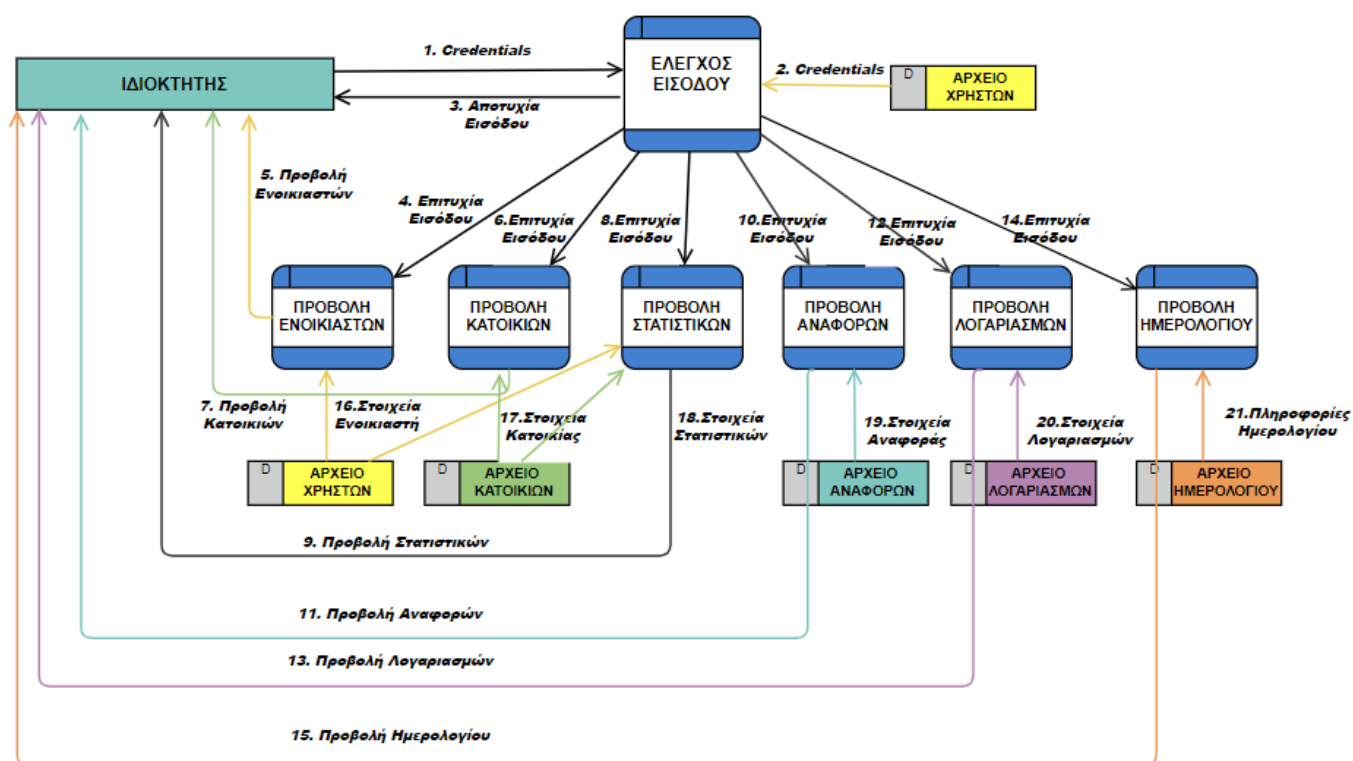 1. Credentials
ΕΛΕΓΧΟΣ
ΕΙΣΟΔΟΥ
ΙΔΙΟΚΤΗΤΗΣ
2. Credentials
D
ΑΡΧΕΙΟ
ΧΡΗΣΤΩΝ
3. Αποτυχία
Εισόδου
5. Προβολή
Ενοικιαστών
4. Επιτυχία
Εισόδου
6.Επιτυχία
Εισόδου
8.Επιτυχία
Εισόδου
10.Επιτυχία
Εισόδου
12.Επιτυχία
Εισόδου
14.Επιτυχία
Εισόδου
ΠΡΟΒΟΛΗ
ΕΝΟΙΚΙΑΣΤΩΝ
ΠΡΟΒΟΛΗ
ΚΑΤΟΙΚΙΩΝ
ΠΡΟΒΟΛΗ
ΣΤΑΤΙΣΤΙΚΩΝ
ΠΡΟΒΟΛΗ
ΑΝΑΦΟΡΩΝ
ΠΡΟΒΟΛΗ
ΛΟΓΑΡΙΑΣΜΩΝ
ΠΡΟΒΟΛΗ
ΗΜΕΡΟΛΟΓΙΟΥ
7. Προβολή
Κατοικιών
16.Στοιχεία
Ενοικιαστή
17.Στοιχεία
Κατοικίας
18.Στοιχεία
Στατιστικών
19.Στοιχεία
Αναφοράς
20.Στοιχεία
Λογαριασμών
21.Πληροφορίες
Ημερολογίου
D
ΑΡΧΕΙΟ
ΧΡΗΣΤΩΝ
D
ΑΡΧΕΙΟ
ΚΑΤΟΙΚΙΩΝ
D
ΑΡΧΕΙΟ
ΑΝΑΦΟΡΩΝ
D
ΑΡΧΕΙΟ
ΛΟΓΑΡΙΑΣΜΩΝ
D
ΑΡΧΕΙΟ
ΗΜΕΡΟΛΟΓΙΟΥ
9. Προβολή Στατιστικών
11. Προβολή Αναφορών
13. Προβολή Λογαριασμών
15. Προβολή Ημερολογίου